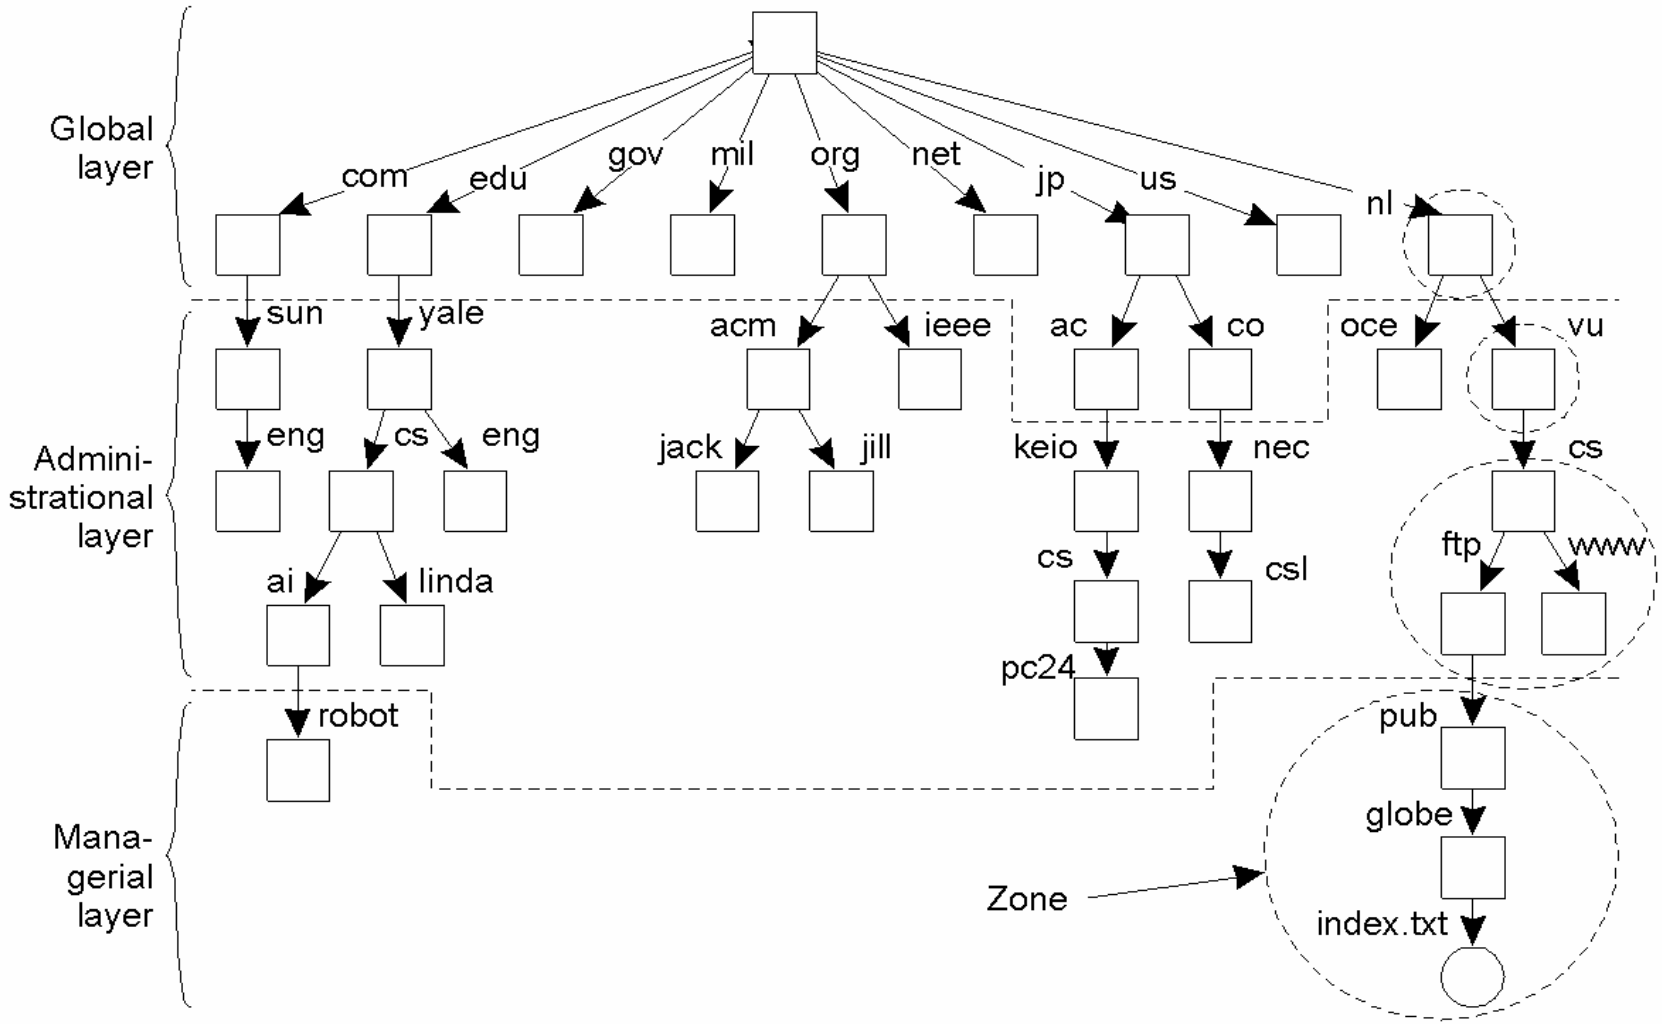 Global
layer
com
edu
gov
mil
org
net
jp
us
nl
sun
yale
acm
ieee
ac
co
oce
vu
Admini-
strational
layer
eng
cs
eng
jack
jill
keio
nec
cs
ai
linda
cs
csl
ftp
www
pc24
robot
pub
Mana-
gerial
layer
globe
Zone
index.txt